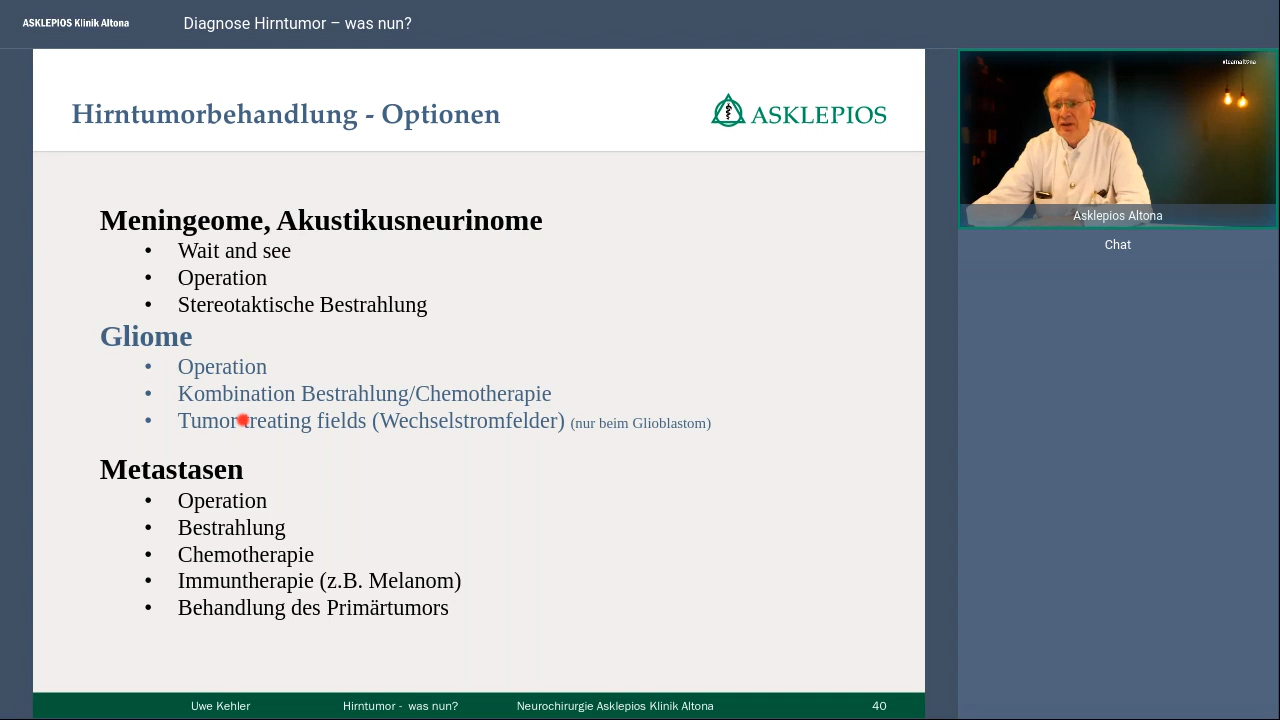 ASKLEPIOS Klinik Altona
Diagnose Hirntumor – was nun?
Hirntumorbehandlung - Optionen
ASKLEPIOS
Meningeome, Akustikusneurinome
• Wait and see
• Operation
• Stereotaktische Bestrahlung
Gliome
• Operation
• Kombination Bestrahlung/Chemotherapie
• Tumor treating fields (Wechselstromfelder) (nur beim Glioblastom)
Metastasen
• Operation
• Bestrahlung
• Chemotherapie
• Immuntherapie (z.B. Melanom)
• Behandlung des Primärtumors
Uwe Kehler Hirntumor - was nun? Neurochirurgie Asklepios Klinik Altona 40
#teamaltona
Asklepios Altona
Chat